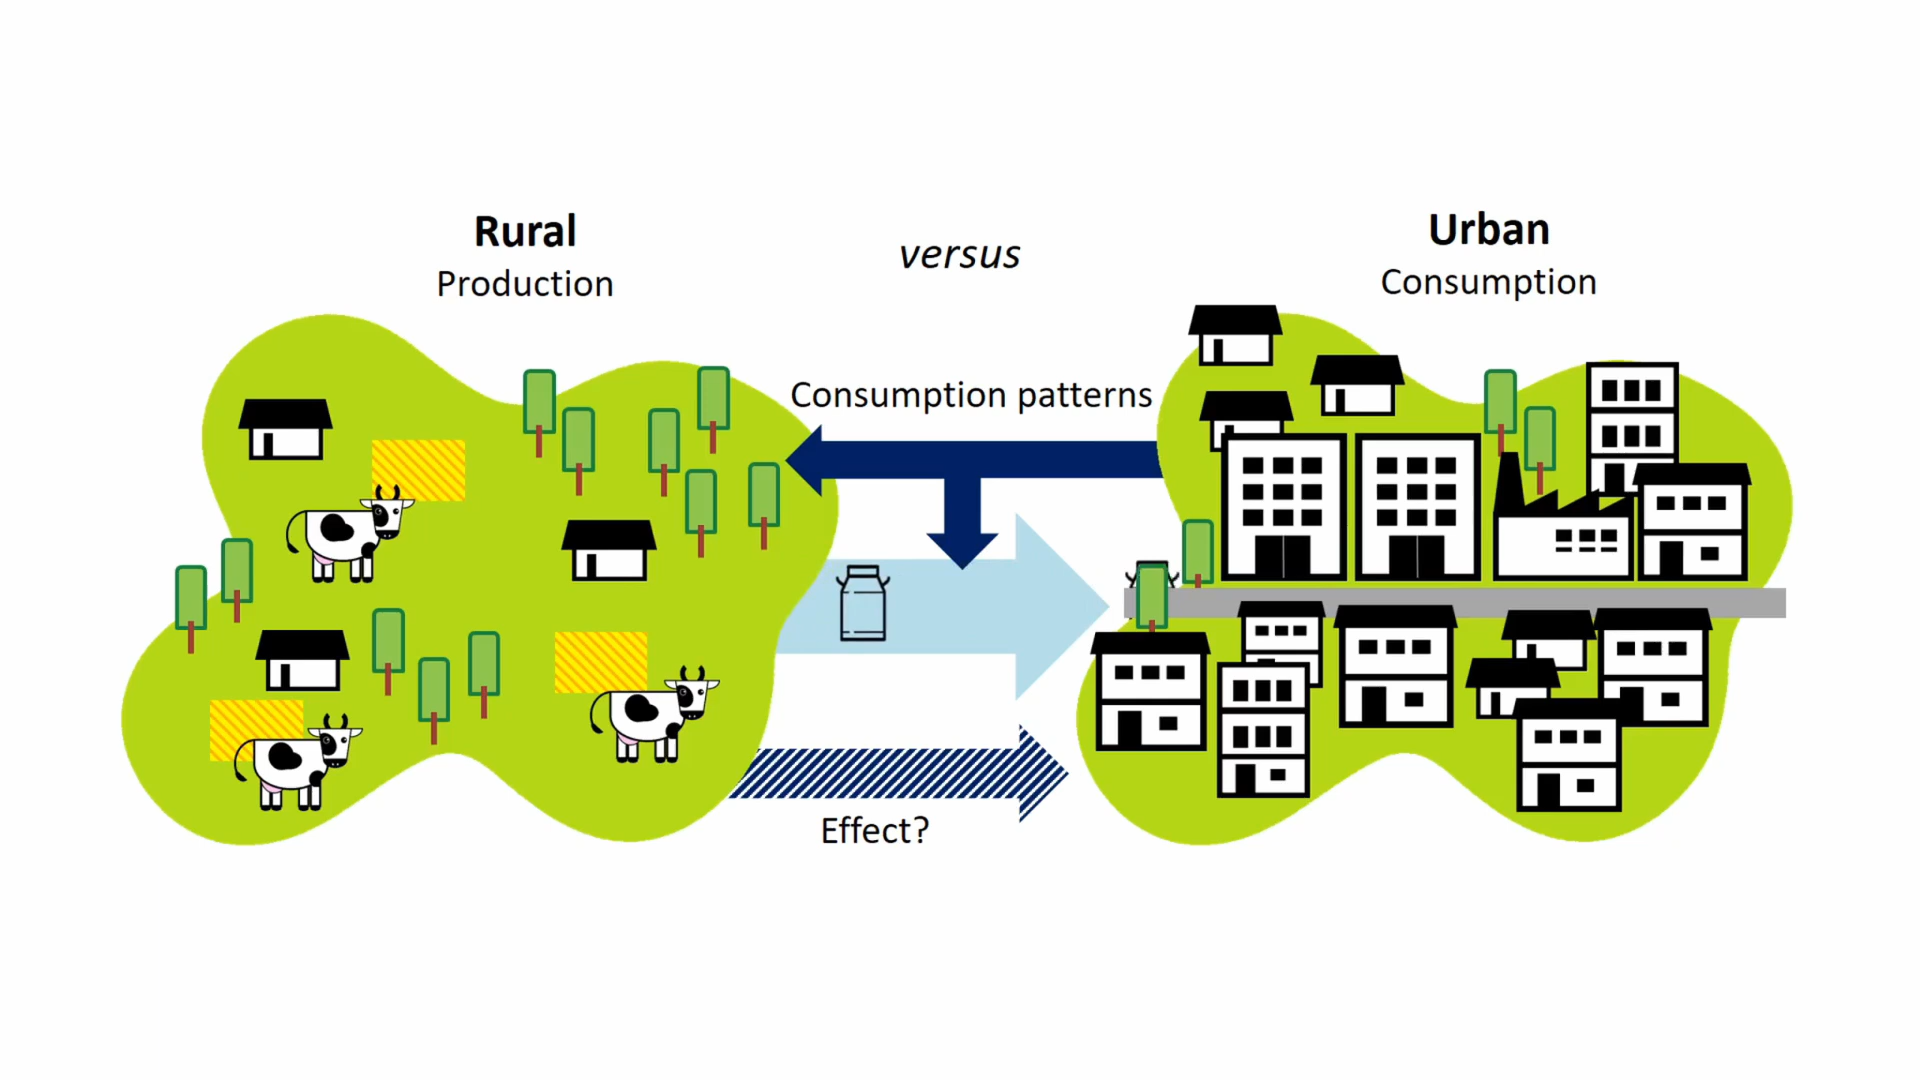 Rural
Production
versus
Urban
Consumption
Consumption patterns
Effect?